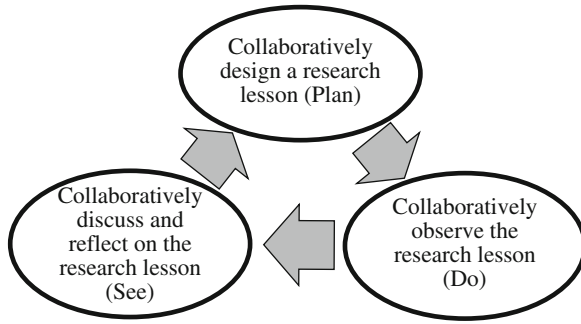 Collaboratively
design a research
lesson (Plan)
Collaboratively
observe the
research lesson
(Do)
Collaboratively
discuss and
reflect on the
research lesson
(See)